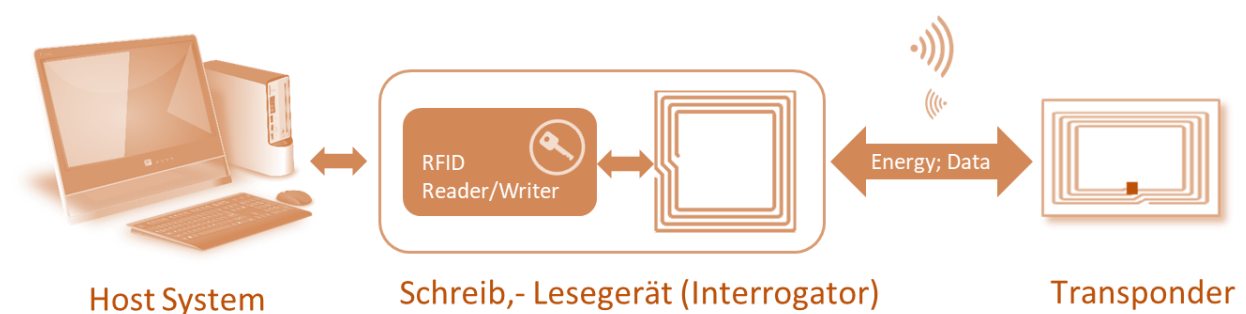 RFID
Reader/Writer
Energy; Data
Host System
Schreib,- Lesegerät (Interrogator)
Transponder